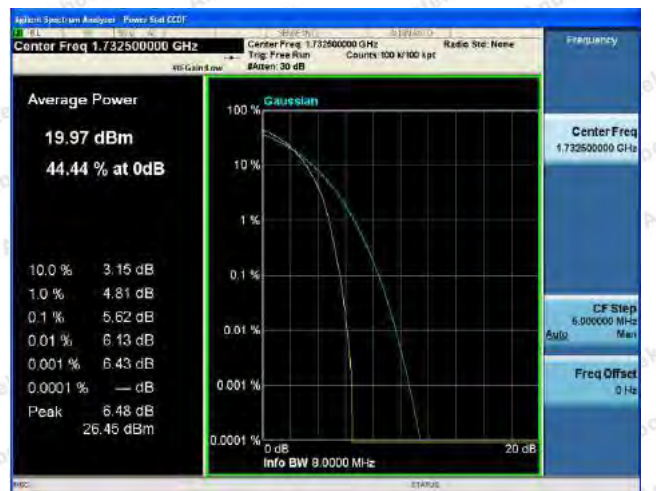 Agilent Spectrum Analyzer - Power Stat CCDF
Center Freq 1.732500000 GHz
Center Freq: 1.732500000 GHz
Radio Std: None
Trig: Free Run
Counts:100 k/100 kpt
#IFGain:Low
#Atten: 30 dB
Frequency
Average Power
19.97 dBm
44.44 % at 0dB
10.0 % 3.15 dB
1.0 % 4.81 dB
0.1 % 5.62 dB
0.01 % 6.13 dB
0.001 % 6.43 dB
0.0001 % — dB
Peak 6.48 dB
26.45 dBm
Gaussian
100 %
10 %
1 %
0.1 %
0.01 %
0.001 %
0.0001 %
0 dB
20 dB
Info BW 8.0000 MHz
Center Freq
1.732500000 GHz
CF Step
5.000000 MHz
Auto Man
Freq Offset
0 Hz
MSG
STATUS